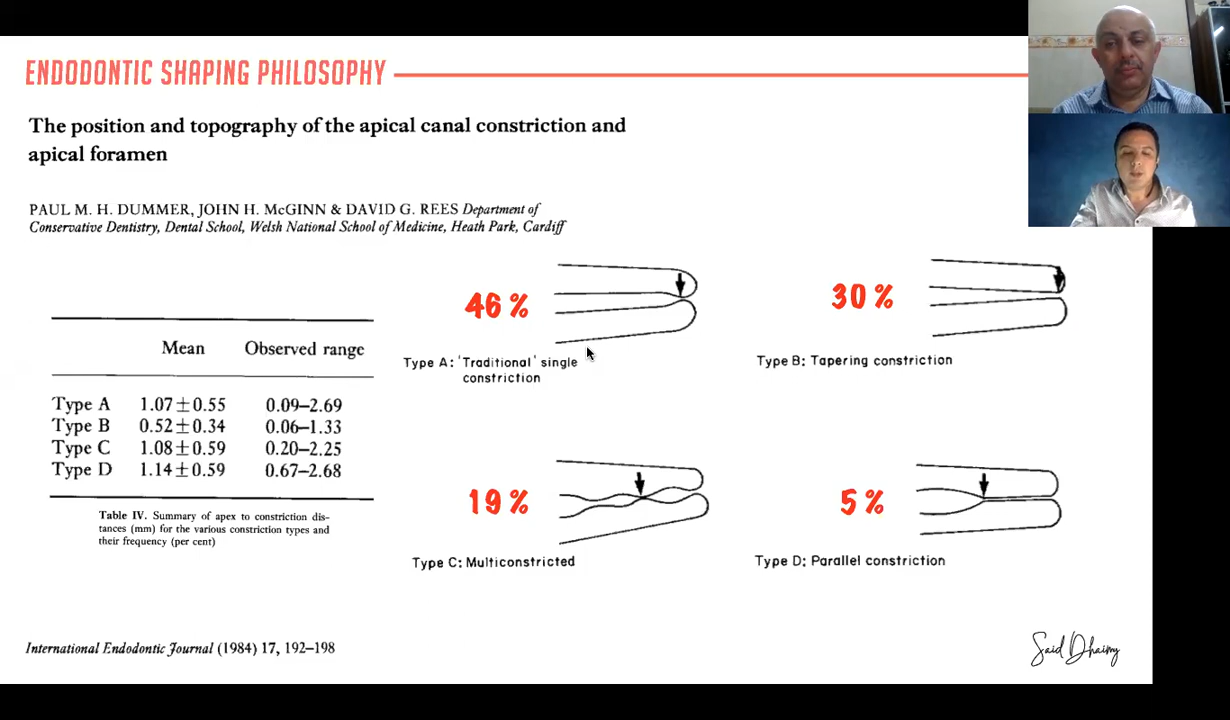 ENDODONTIC SHAPING PHILOSOPHY
The position and topography of the apical canal constriction and
apical foramen
PAUL M. H. DUMMER, JOHN H. McGINN & DAVID G. REES Department of
Conservative Dentistry, Dental School, Welsh National School of Medicine, Heath Park, Cardiff
Mean Observed range
Type A 1.07±0.55 0.09–2.69
Type B 0.52±0.34 0.06–1.33
Type C 1.08±0.59 0.20–2.25
Type D 1.14±0.59 0.67–2.68
Table IV. Summary of apex to constriction dis-
tances (mm) for the various constriction types and
their frequency (per cent)
46 %
Type A: 'Traditional' single
constriction
30 %
Type B: Tapering constriction
19 %
Type C: Multiconstricted
5 %
Type D: Parallel constriction
International Endodontic Journal (1984) 17, 192–198
Said Dhaimy